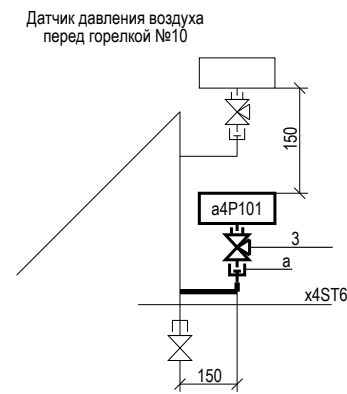 Датчик давления воздуха
перед горелкой №10
150
a4P101
3
a
x4ST6
150